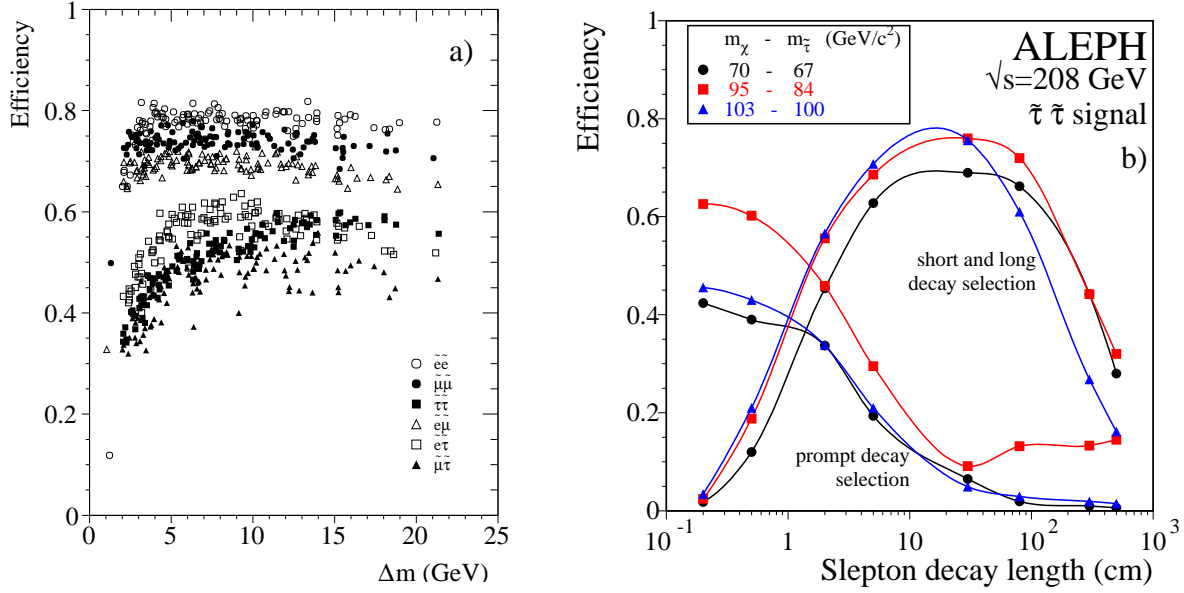 a)
Efficiency
1
0.8
0.6
0.4
0.2
0
0 5 10 15 20 25
Δm (GeV)
ẽẽ
μ̃μ̃
τ̃τ̃
ẽμ̃
ẽτ̃
μ̃τ̃
b)
Efficiency
1
0.8
0.6
0.4
0.2
0
10⁻¹ 1 10 10² 10³
Slepton decay length (cm)
m_χ - m_τ̃ (GeV/c²)
70 - 67
95 - 84
103 - 100
ALEPH
√s=208 GeV
τ̃ τ̃ signal
short and long
decay selection
prompt decay
selection